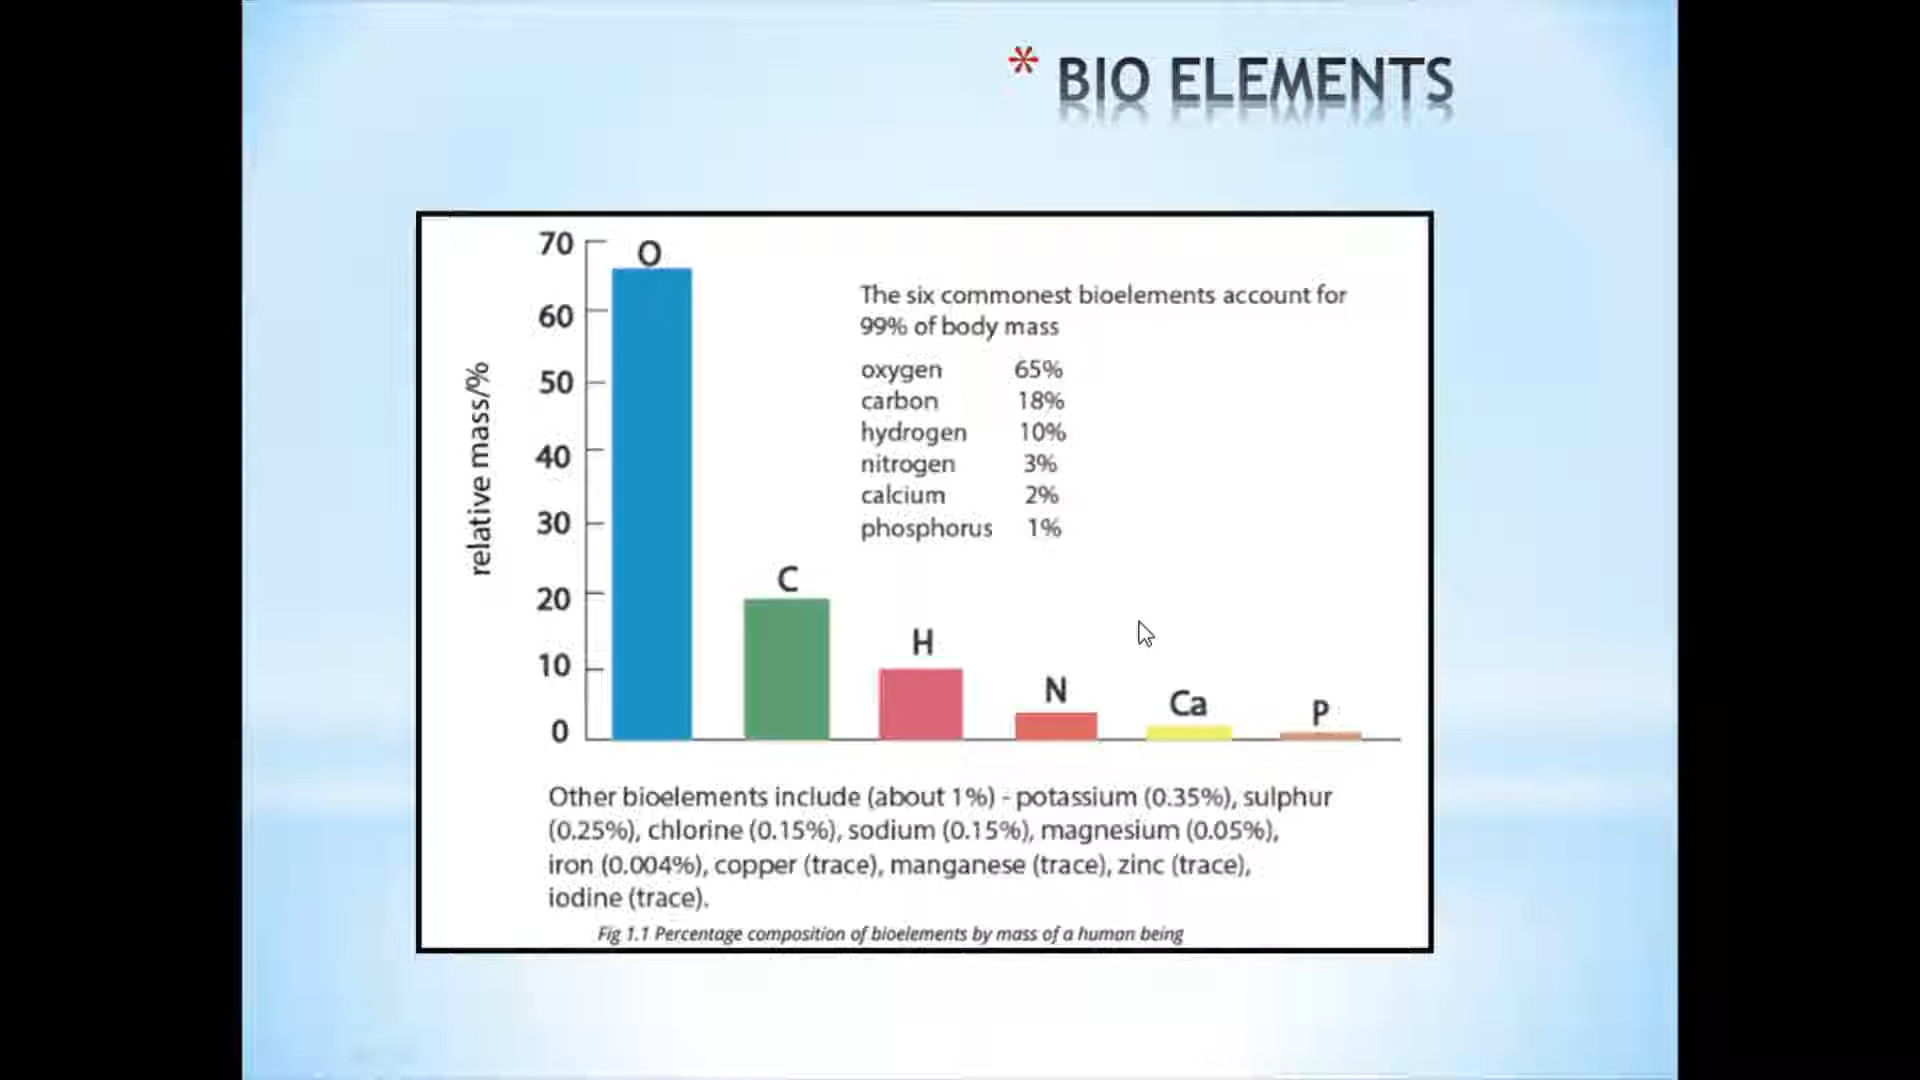 * BIO ELEMENTS
70
60
50
40
30
20
10
0
relative mass/%
O
C
H
N
Ca
P
The six commonest bioelements account for
99% of body mass
oxygen 65%
carbon 18%
hydrogen 10%
nitrogen 3%
calcium 2%
phosphorus 1%
Other bioelements include (about 1%) - potassium (0.35%), sulphur
(0.25%), chlorine (0.15%), sodium (0.15%), magnesium (0.05%),
iron (0.004%), copper (trace), manganese (trace), zinc (trace),
iodine (trace).
Fig 1.1 Percentage composition of bioelements by mass of a human being